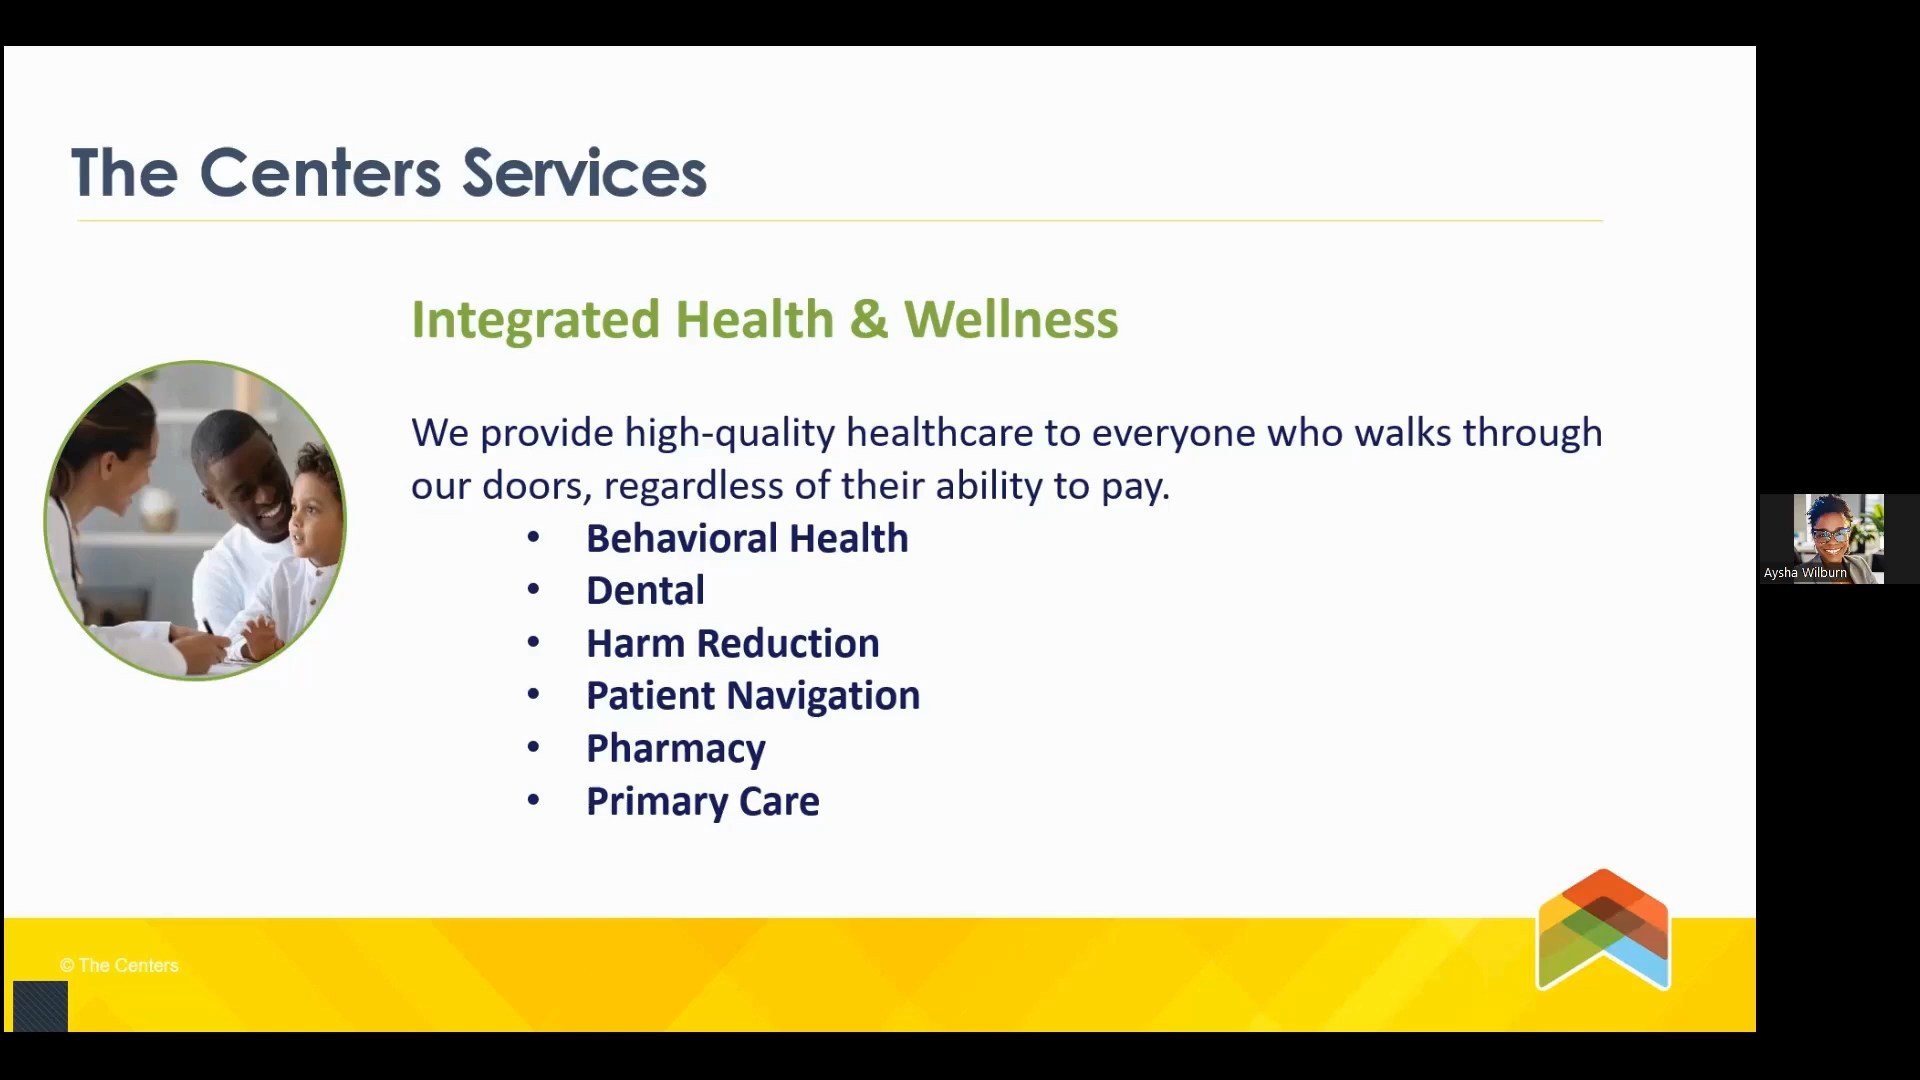 The Centers Services
Integrated Health & Wellness
We provide high-quality healthcare to everyone who walks through
our doors, regardless of their ability to pay.
• Behavioral Health
• Dental
• Harm Reduction
• Patient Navigation
• Pharmacy
• Primary Care
Aysha Wilburn
© The Centers